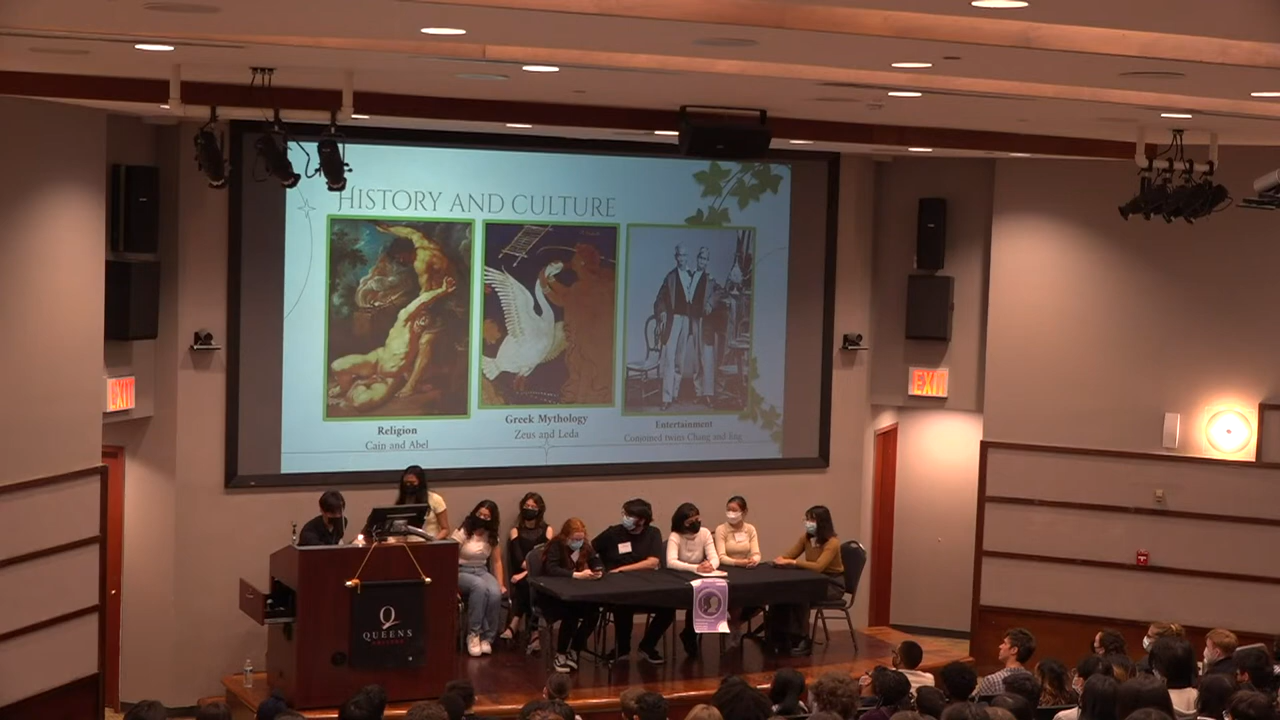 HISTORY AND CULTURE
Religion
Cain and Abel
Greek Mythology
Zeus and Leda
Entertainment
Conjoined twins Chang and Eng
EXIT
EXIT
Q
QUEENS
COLLEGE